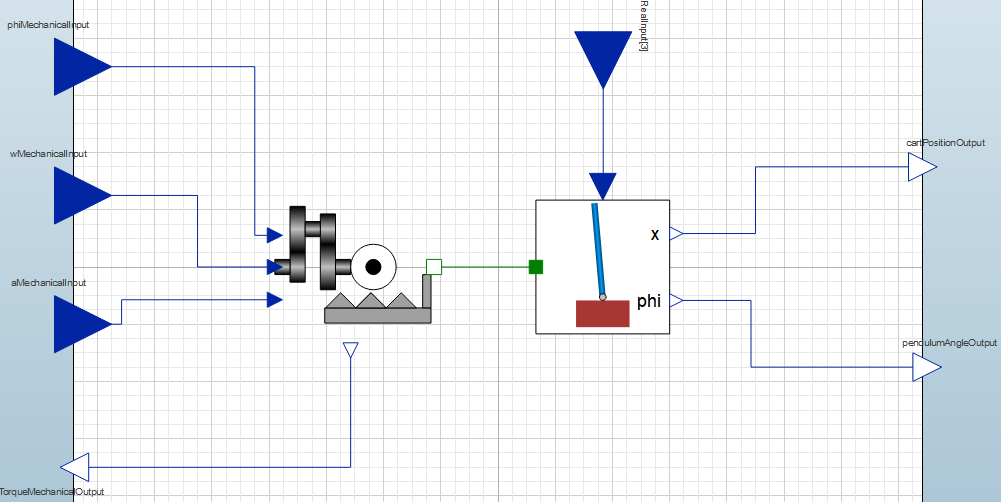 phiMechanicalInput
RealInput[3]
cartPositionOutput
wMechanicalInput
x
aMechanicalInput
phi
pendulumAngleOutput
TorqueMechanicalOutput